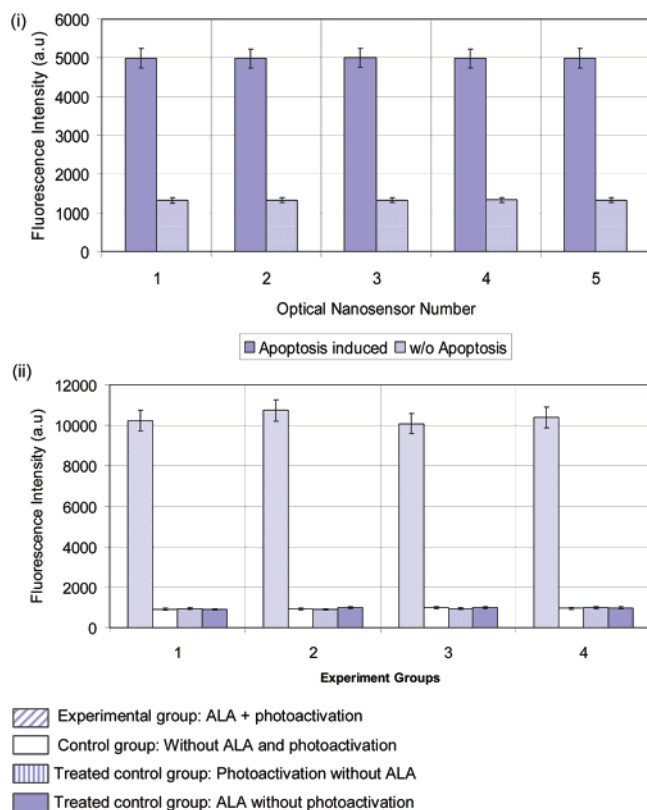 (i)
Fluorescence Intensity (a.u)
6000
5000
4000
3000
2000
1000
0
1 2 3 4 5
Optical Nanosensor Number
Apoptosis induced w/o Apoptosis
(ii)
Fluorescence Intensity (a.u)
12000
10000
8000
6000
4000
2000
0
1 2 3 4
Experiment Groups
Experimental group: ALA + photoactivation
Control group: Without ALA and photoactivation
Treated control group: Photoactivation without ALA
Treated control group: ALA without photoactivation